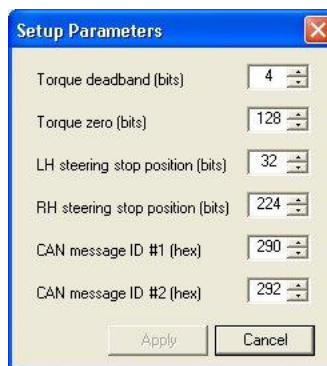 Setup Parameters
Torque deadband (bits) 4
Torque zero (bits) 128
LH steering stop position (bits) 32
RH steering stop position (bits) 224
CAN message ID #1 (hex) 290
CAN message ID #2 (hex) 292
Apply Cancel